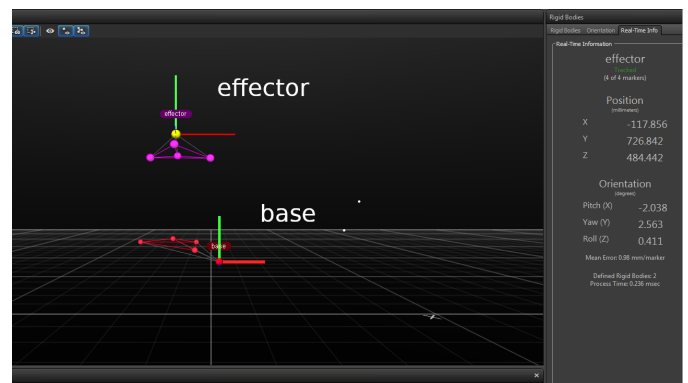 Rigid Bodies
Rigid Bodies Orientation Real-Time Info
Real-Time Information
effector
Tracked
(4 of 4 markers)
Position
(millimeters)
X -117.856
Y 726.842
Z 484.442
Orientation
(degrees)
Pitch (X) -2.038
Yaw (Y) 2.563
Roll (Z) 0.411
Mean Error: 0.98 mm/marker
Defined Rigid Bodies: 2
Process Time: 0.236 msec
effector
effector
base
base